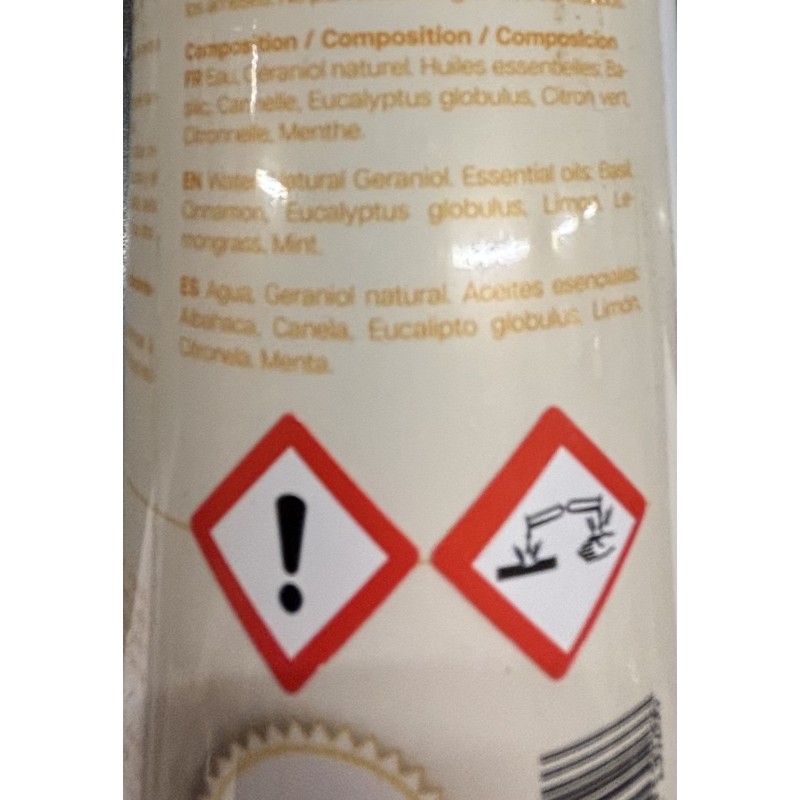 Composition / Composition / Composicion
FR Eau, Geraniol naturel. Huiles essentielles: Ba-
silic, Cannelle, Eucalyptus globulus, Citron vert,
Citronnelle, Menthe.
EN Water, Natural Geraniol. Essential oils: Basil,
Cinnamon, Eucalyptus globulus, Limon, Le-
mongrass, Mint.
ES Agua, Geraniol natural. Aceites esenciales
Albahaca, Canela, Eucalipto globulus, Limón,
Citronela, Menta.